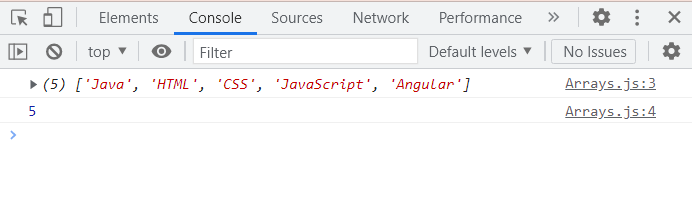 Elements Console Sources Network Performance »
top Filter Default levels No Issues
(5) ['Java', 'HTML', 'CSS', 'JavaScript', 'Angular'] Arrays.js:3
5 Arrays.js:4